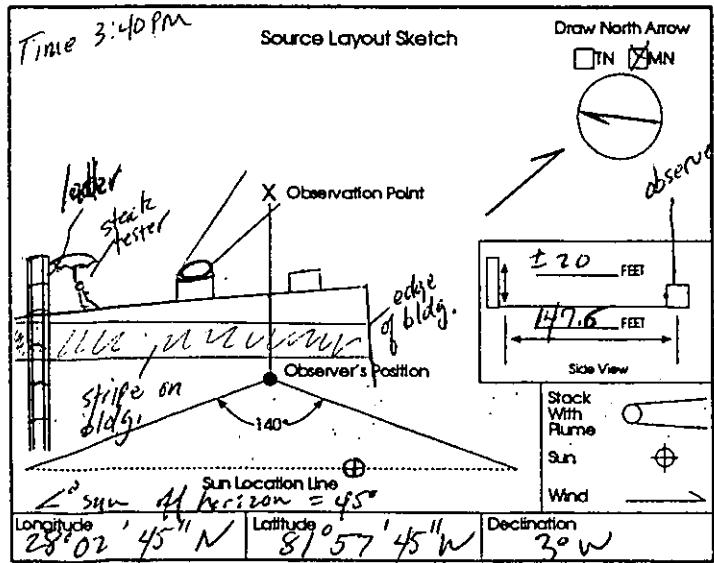 Time 3:40 PM
Source Layout Sketch
Draw North Arrow
TN MN
ladder
stack
tester
X Observation Point
observer
± 20 FEET
147.6 FEET
Side View
edge
of bldg.
Observer's Position
stripe on
bldg.
140°
Sun Location Line
∠° sun off horizon = 45°
Stack
With
Plume
Sun
Wind
Longitude
28° 02' 45" N
Latitude
81° 57' 45" W
Declination
3° W